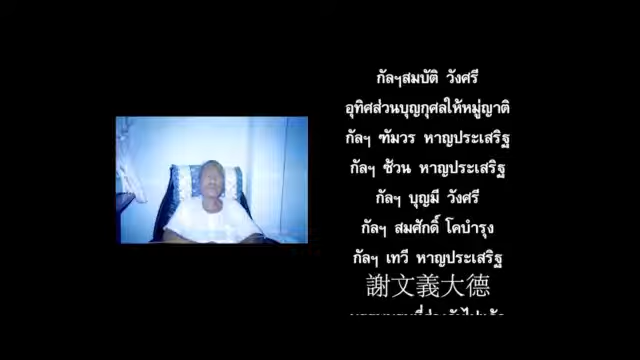 กัลฯสมบัติ วังศรี
อุทิศส่วนบุญกุศลให้หมู่ญาติ
กัลฯ ฑัมวร หาญประเสริฐ
กัลฯ ชัวน หาญประเสริฐ
กัลฯ บุญมี วังศรี
กัลฯ สมศักดิ์ โคบำรุง
กัลฯ เทวี หาญประเสริฐ
謝文義大德